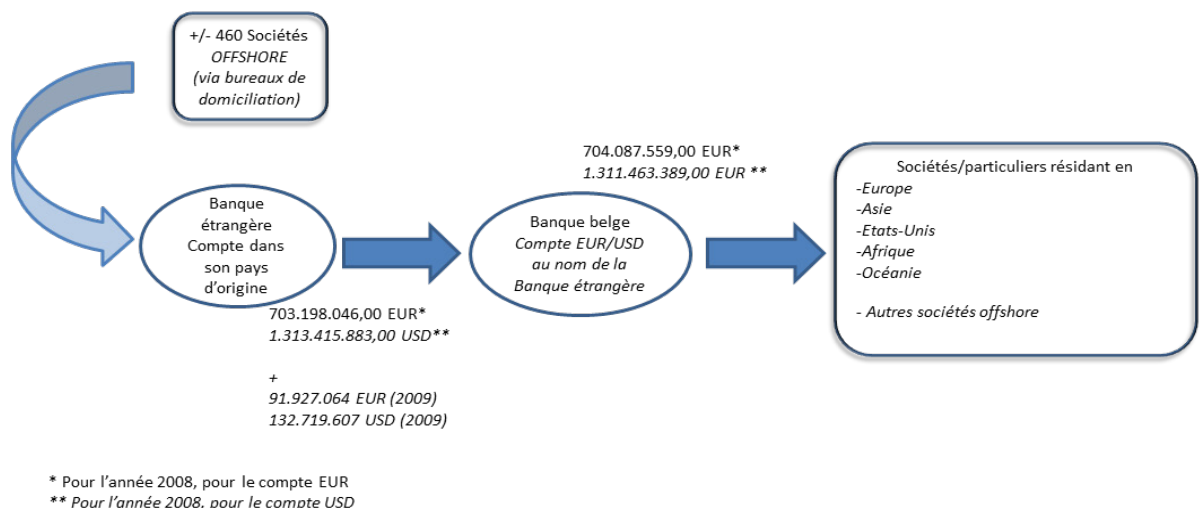 +/- 460 Sociétés
OFFSHORE
(via bureaux de
domiciliation)
704.087.559,00 EUR*
1.311.463.389,00 EUR **
Sociétés/particuliers résidant en
-Europe
-Asie
-Etats-Unis
-Afrique
-Océanie
- Autres sociétés offshore
Banque
étrangère
Compte dans
son pays
d'origine
Banque belge
Compte EUR/USD
au nom de la
Banque étrangère
703.198.046,00 EUR*
1.313.415.883,00 USD**
+
91.927.064 EUR (2009)
132.719.607 USD (2009)
* Pour l'année 2008, pour le compte EUR
** Pour l'année 2008, pour le compte USD